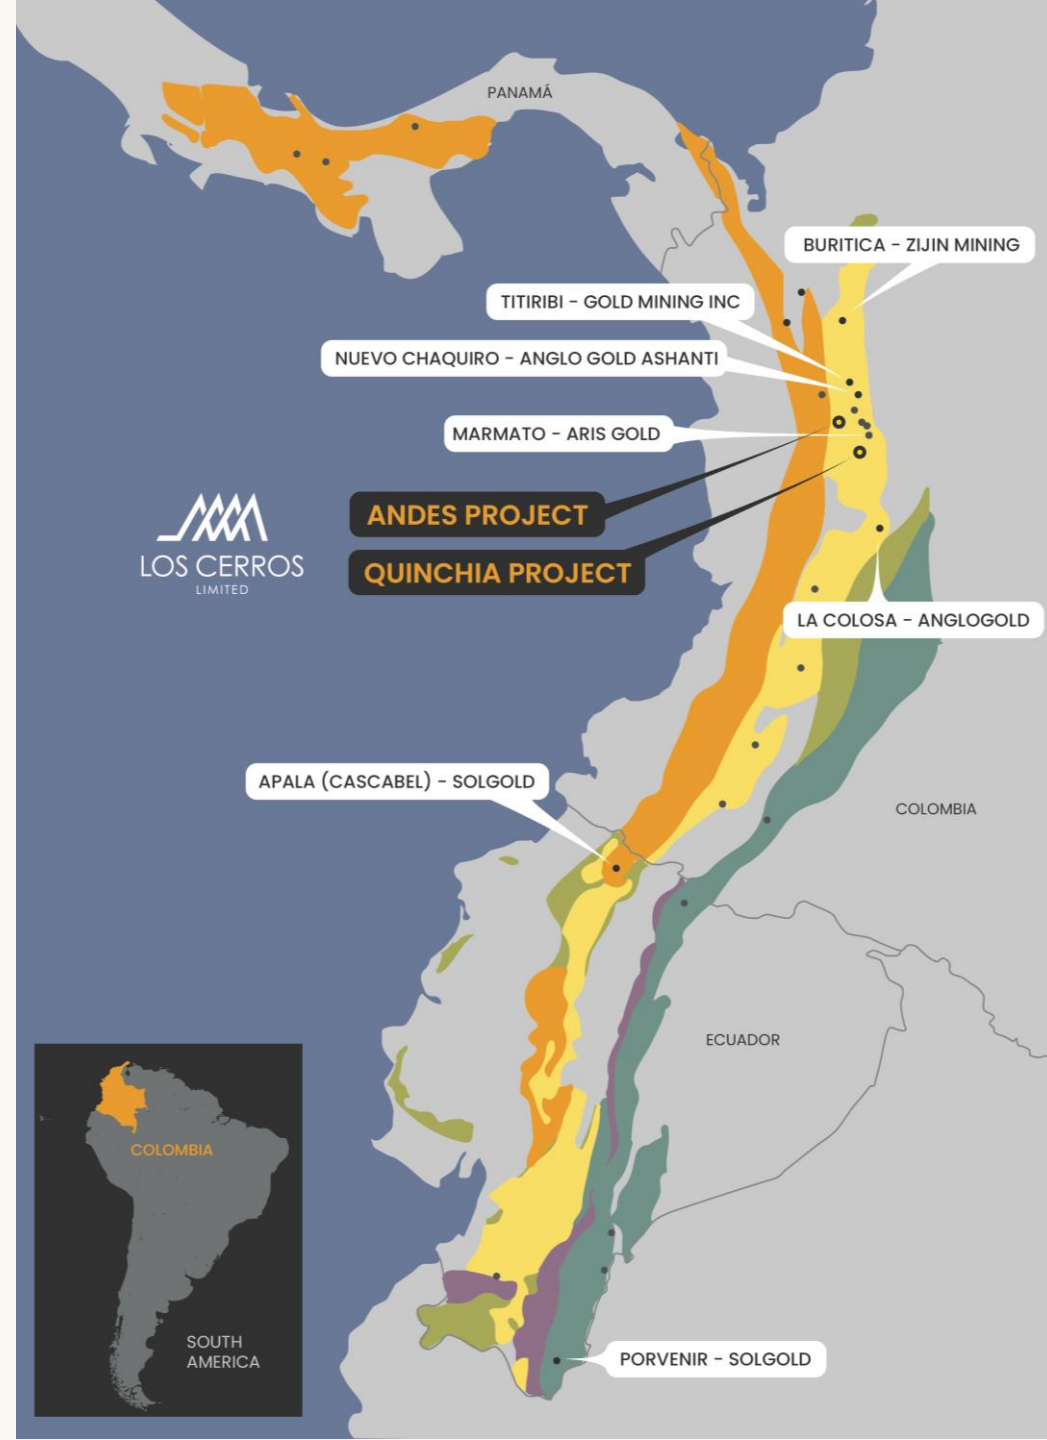 PANAMÁ
BURITICA - ZIJIN MINING
TITIRIBI - GOLD MINING INC
NUEVO CHAQUIRO - ANGLO GOLD ASHANTI
MARMATO - ARIS GOLD
ANDES PROJECT
LOS CERROS
LIMITED
QUINCHIA PROJECT
LA COLOSA - ANGLOGOLD
APALA (CASCABEL) - SOLGOLD
COLOMBIA
ECUADOR
COLOMBIA
SOUTH
AMERICA
PORVENIR - SOLGOLD